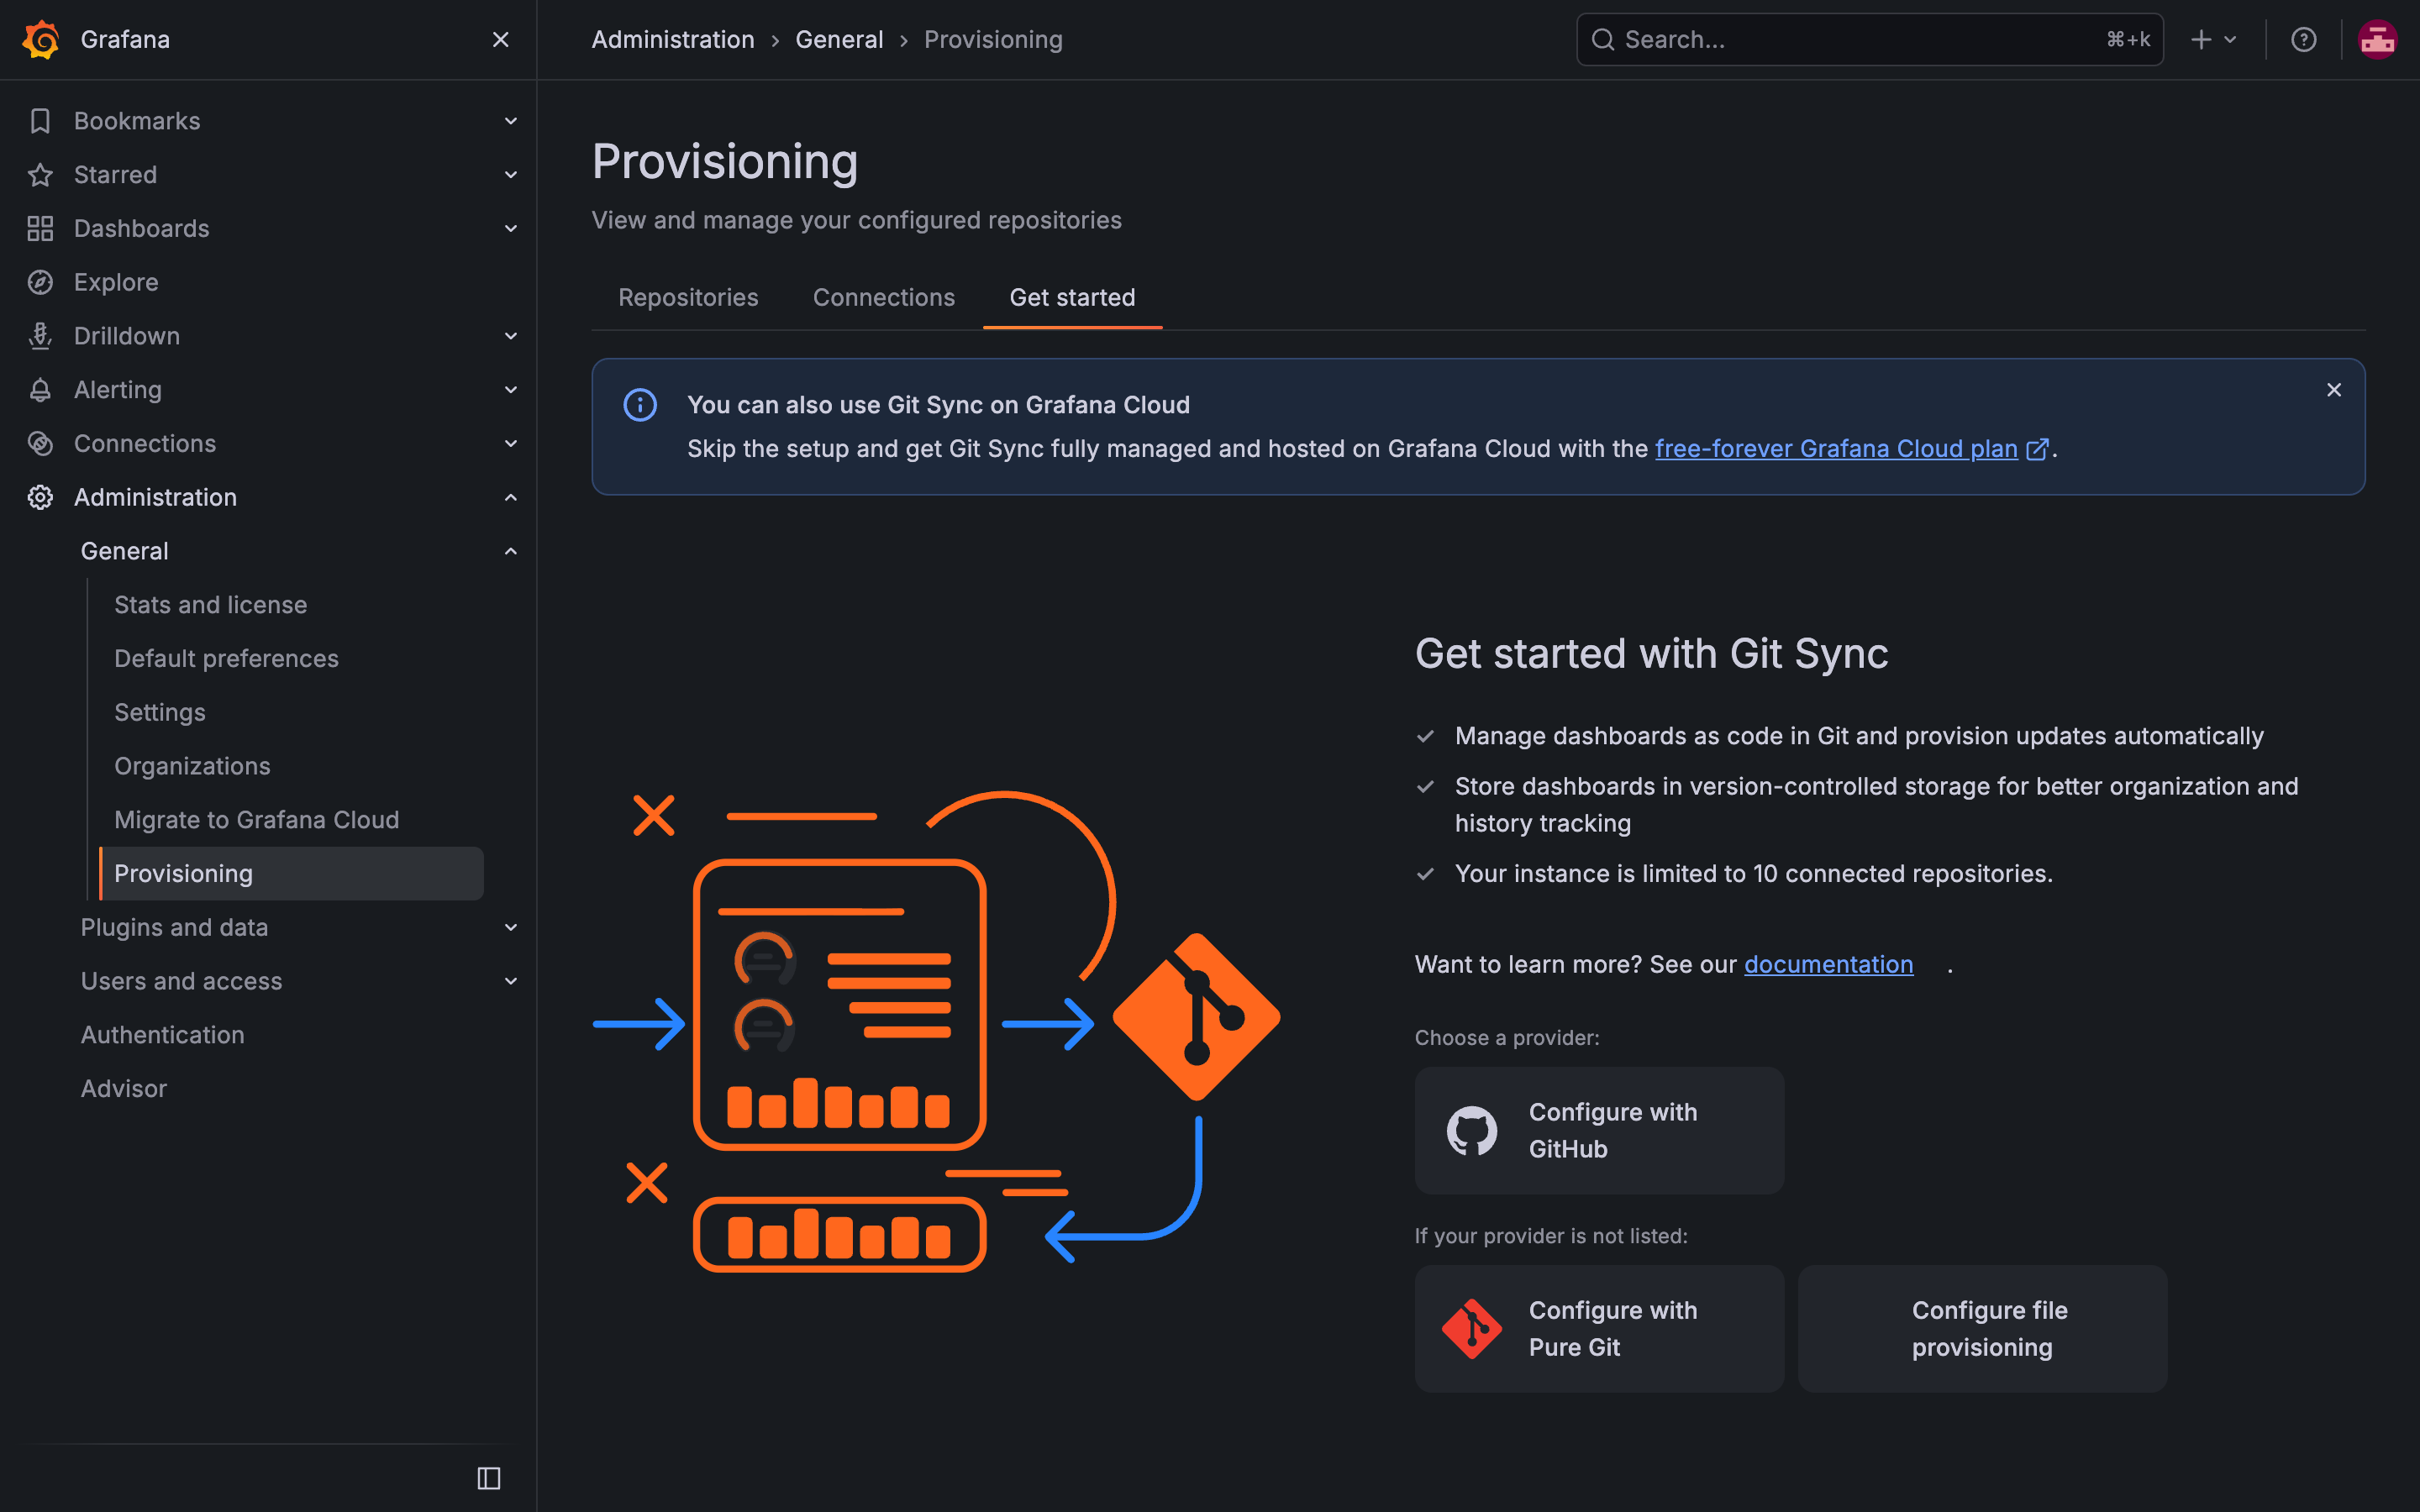 Grafana
Administration > General > Provisioning
Search...
⌘+k
Bookmarks
Starred
Dashboards
Explore
Drilldown
Alerting
Connections
Administration
General
Stats and license
Default preferences
Settings
Organizations
Migrate to Grafana Cloud
Provisioning
Plugins and data
Users and access
Authentication
Advisor
Provisioning
View and manage your configured repositories
Repositories
Connections
Get started
You can also use Git Sync on Grafana Cloud
Skip the setup and get Git Sync fully managed and hosted on Grafana Cloud with the free-forever Grafana Cloud plan.
Get started with Git Sync
Manage dashboards as code in Git and provision updates automatically
Store dashboards in version-controlled storage for better organization and
history tracking
Your instance is limited to 10 connected repositories.
Want to learn more? See our documentation .
Choose a provider:
Configure with
GitHub
If your provider is not listed:
Configure with
Pure Git
Configure file
provisioning